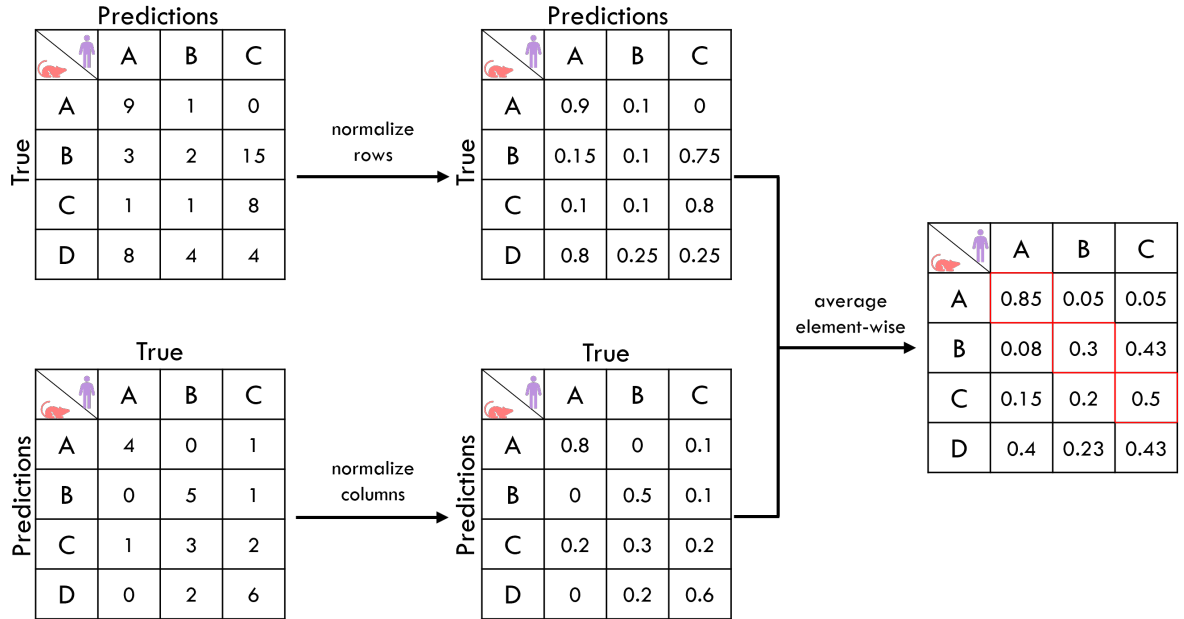 Predictions
A B C
A 9 1 0
B 3 2 15
C 1 1 8
D 8 4 4
True
normalize
rows
Predictions
A B C
A 0.9 0.1 0
B 0.15 0.1 0.75
C 0.1 0.1 0.8
D 0.8 0.25 0.25
True
True
A B C
A 4 0 1
B 0 5 1
C 1 3 2
D 0 2 6
Predictions
normalize
columns
True
A B C
A 0.8 0 0.1
B 0 0.5 0.1
C 0.2 0.3 0.2
D 0 0.2 0.6
Predictions
average
element-wise
A B C
A 0.85 0.05 0.05
B 0.08 0.3 0.43
C 0.15 0.2 0.5
D 0.4 0.23 0.43